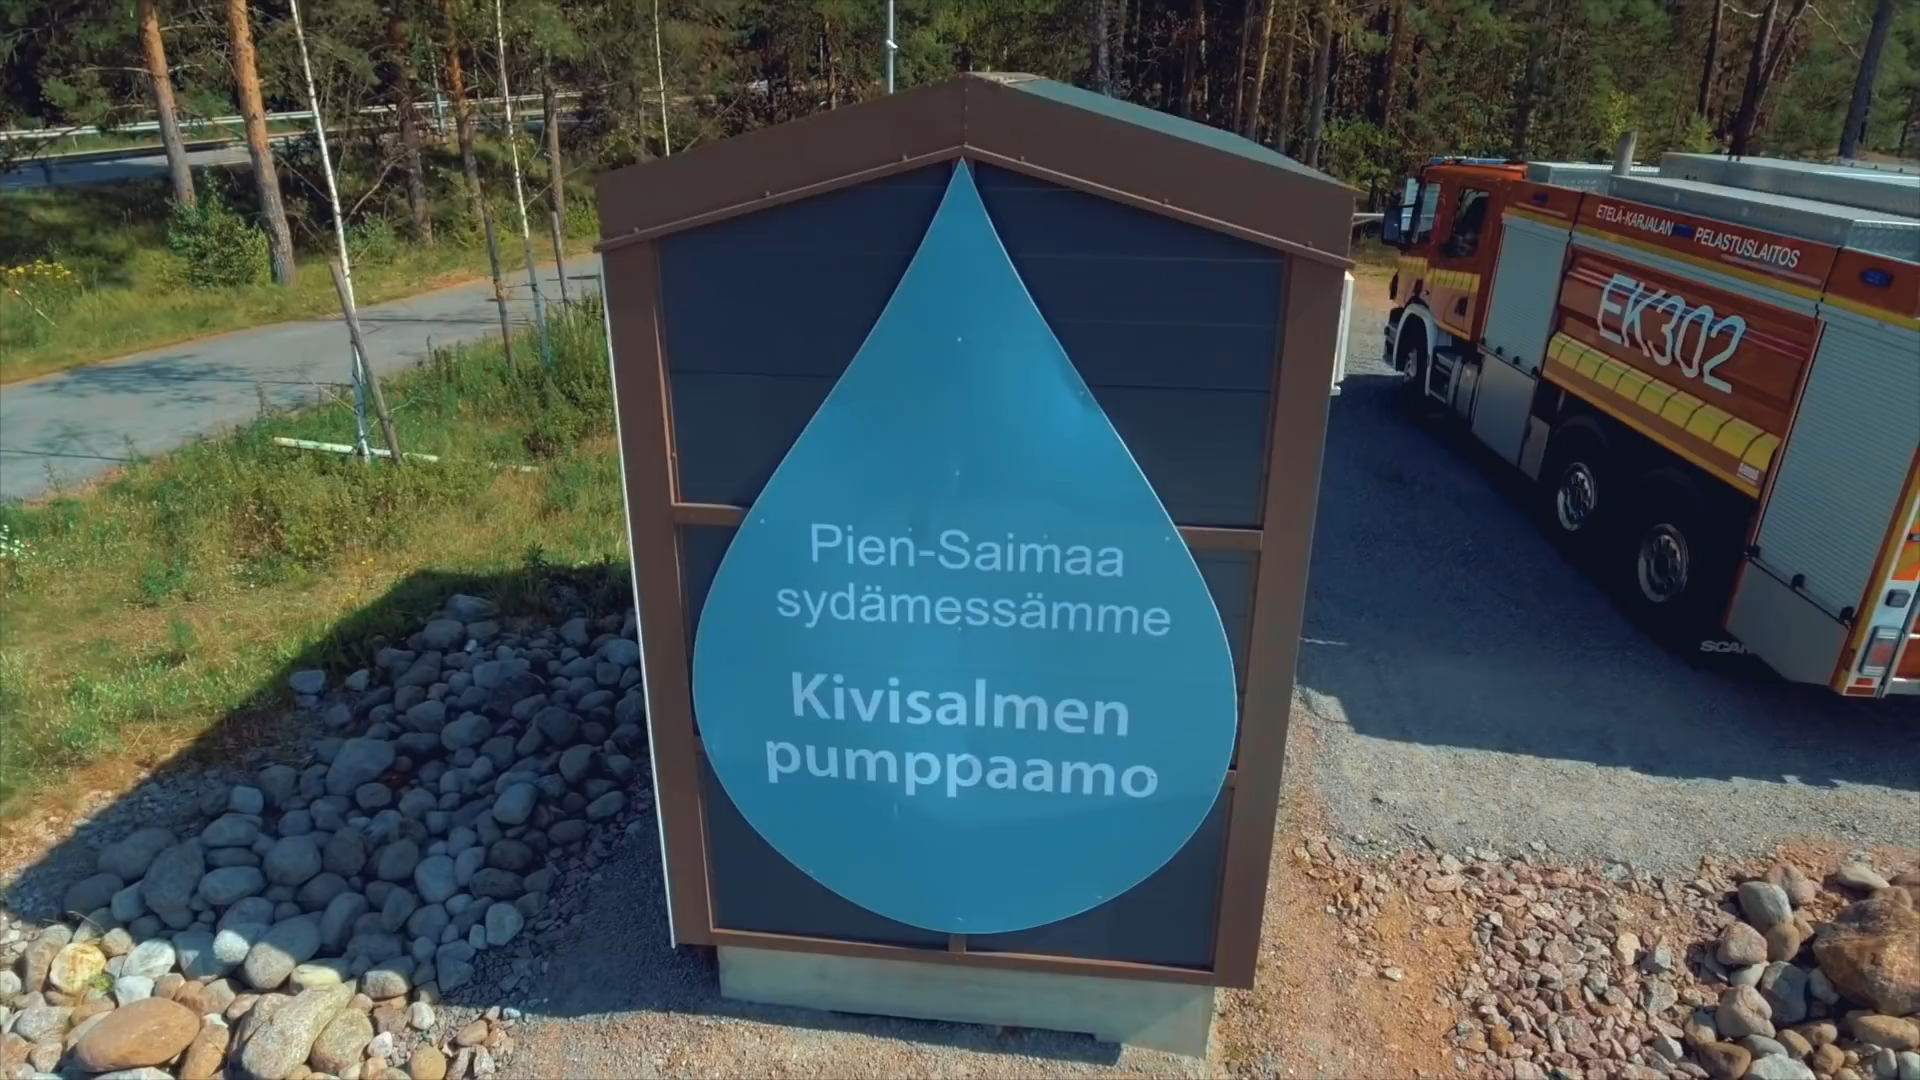 Pien-Saimaa
sydämessämme
Kivisalmen
pumppaamo
ETELÄ-KARJALAN PELASTUSLAITOS
EK302